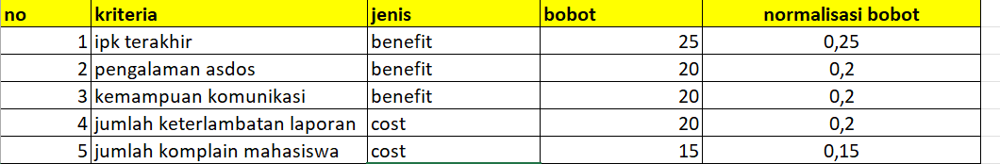 no kriteria jenis bobot normalisasi bobot
1 ipk terakhir benefit 25 0,25
2 pengalaman asdos benefit 20 0,2
3 kemampuan komunikasi benefit 20 0,2
4 jumlah keterlambatan laporan cost 20 0,2
5 jumlah komplain mahasiswa cost 15 0,15